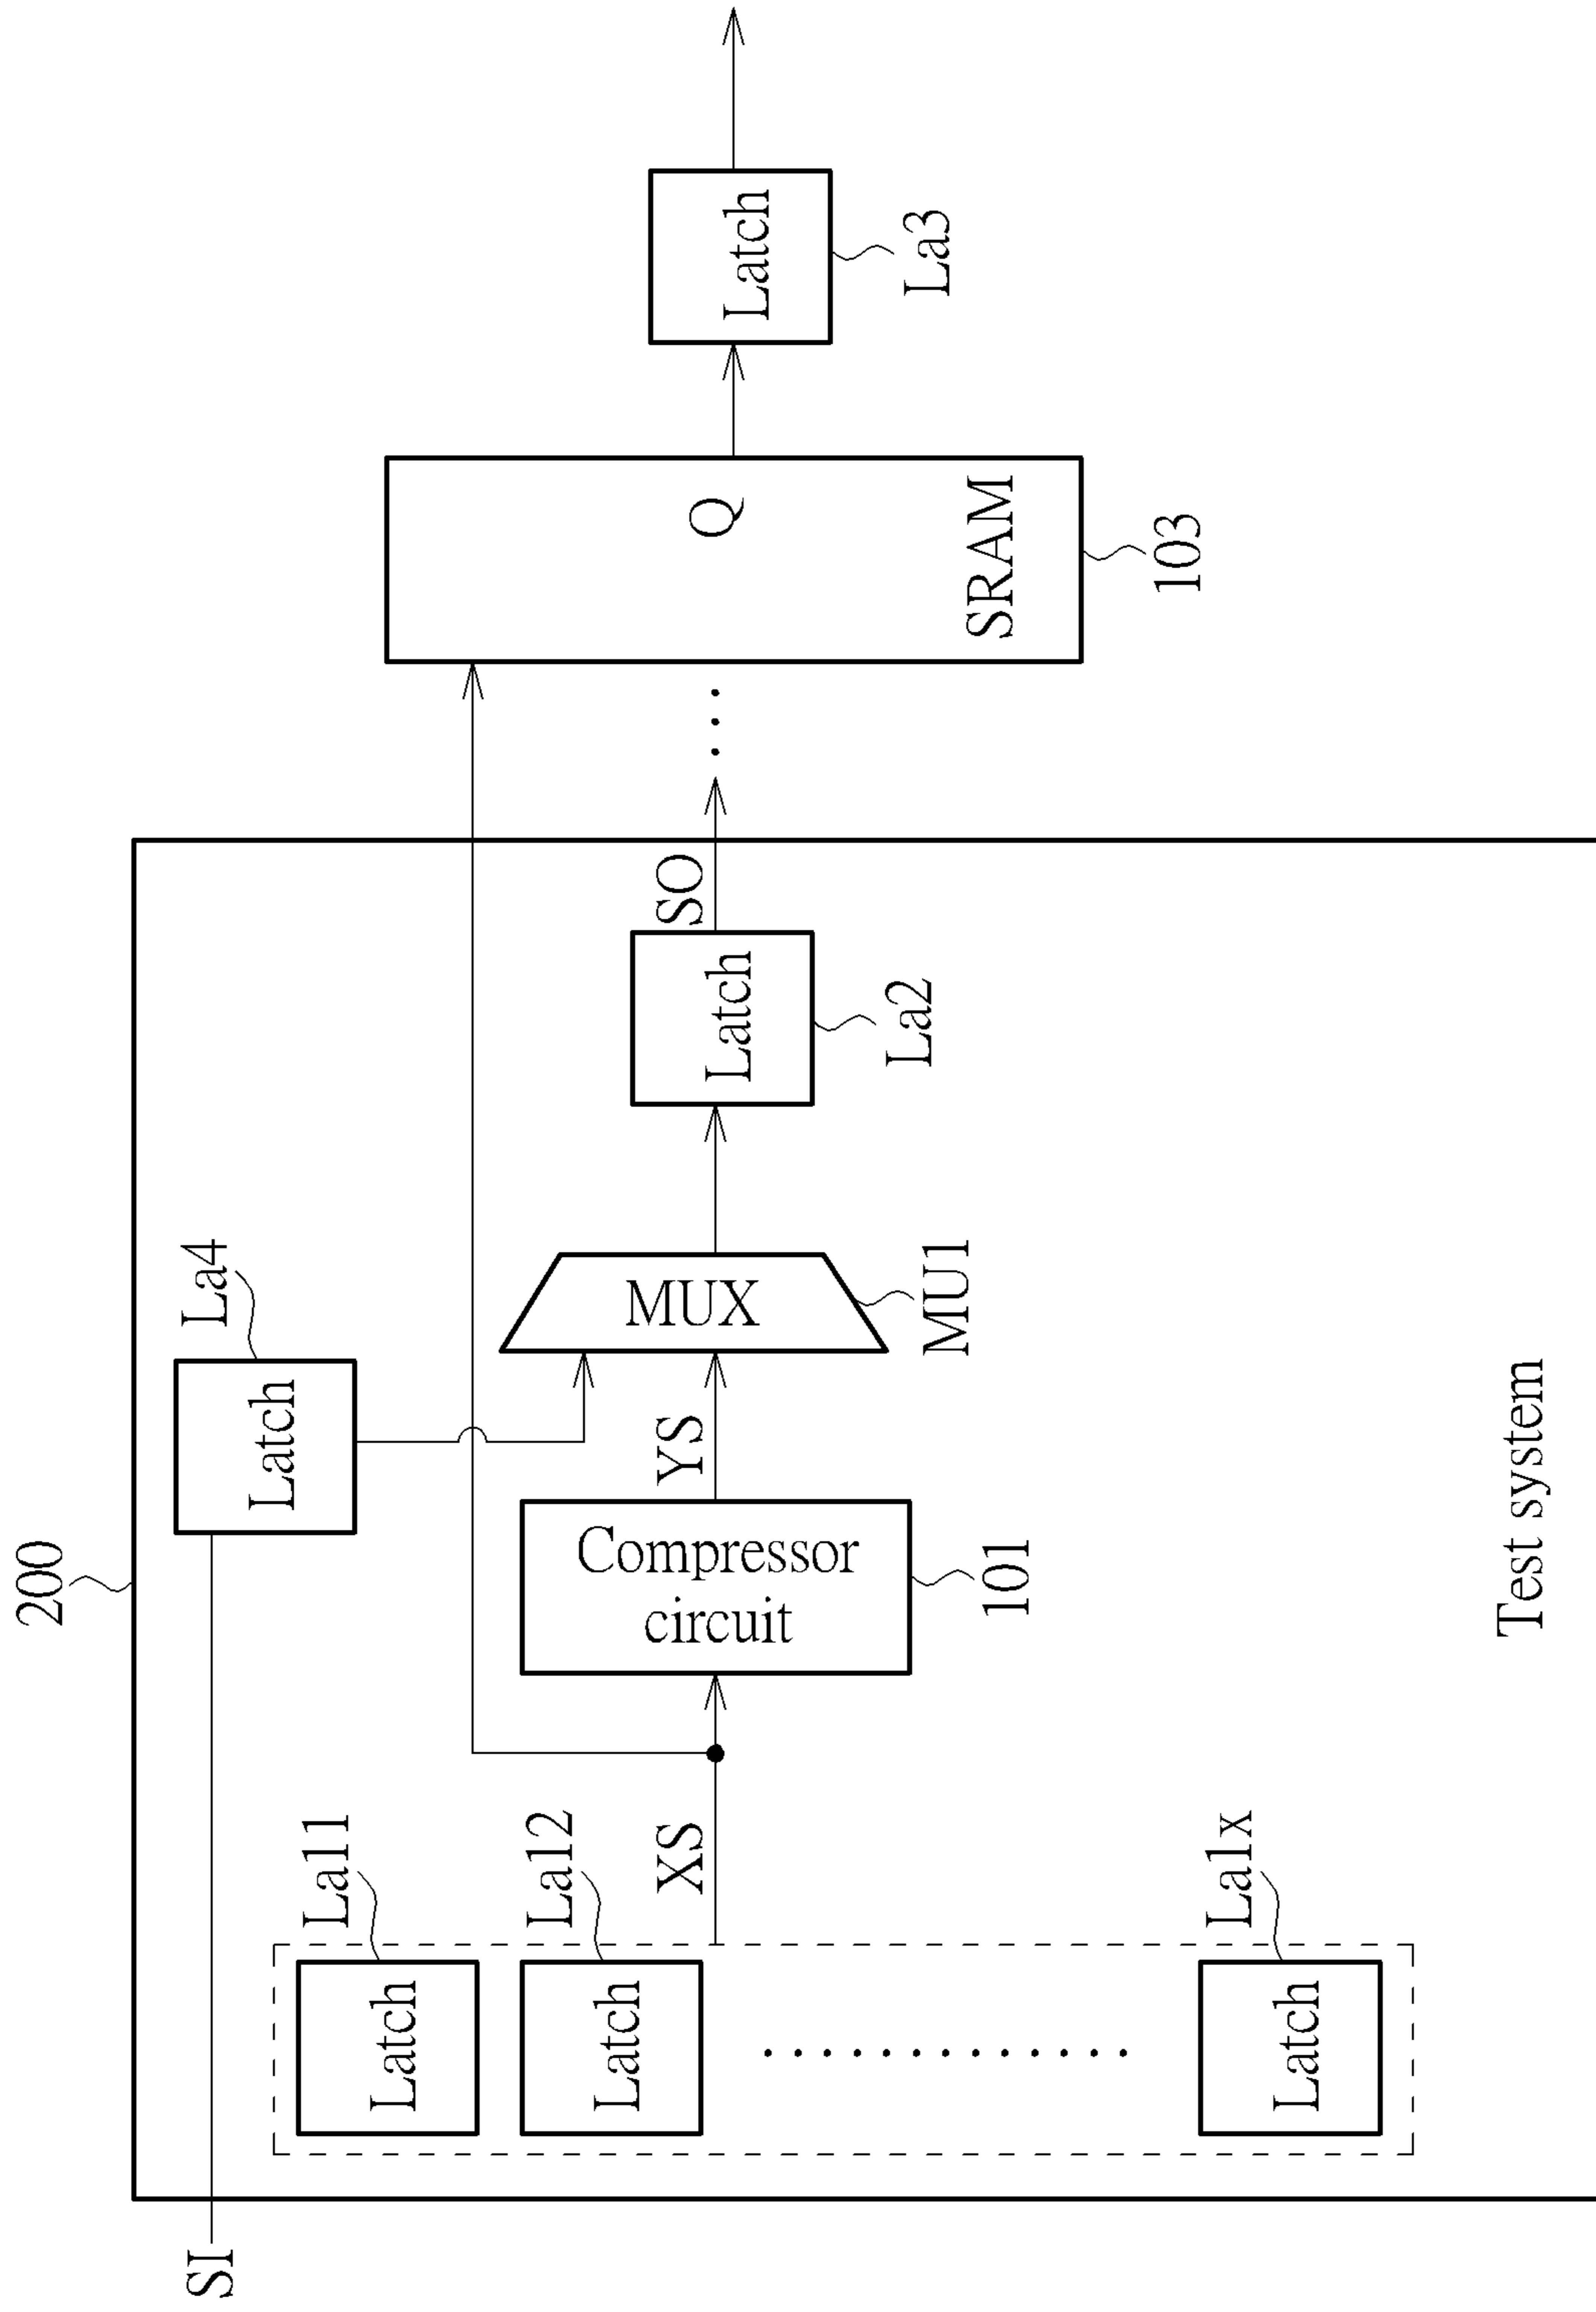 200
SI
La4
Latch
La11
Latch
La12
Latch
La1x
Latch
XS
Compressor
circuit
101
YS
MUX
MU1
Latch
La2
SO
Q
SRAM
103
Latch
La3
Test system